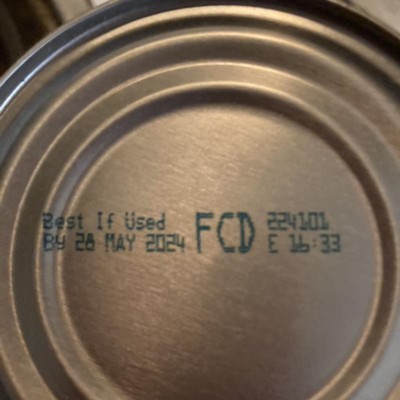 Best If Used
By 28 MAY 2024
FCD
224101
E 16:33